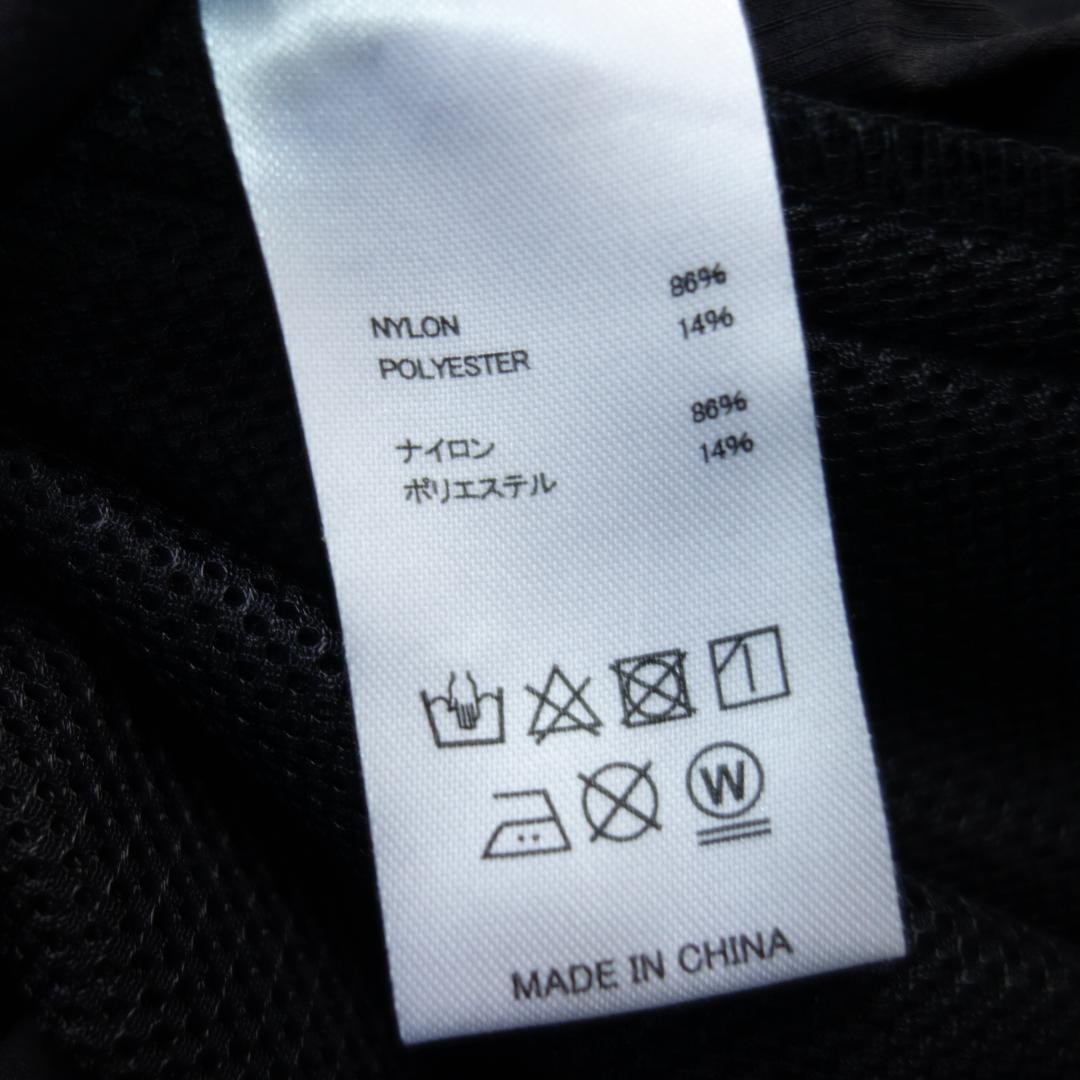 NYLON 86%
POLYESTER 14%
ナイロン 86%
ポリエステル 14%
W
MADE IN CHINA